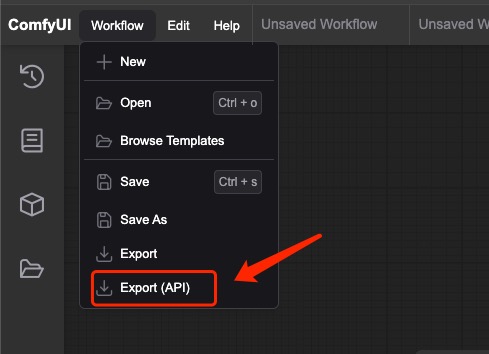 ComfyUI Workflow Edit Help Unsaved Workflow Unsaved W
New
Open Ctrl + o
Browse Templates
Save Ctrl + s
Save As
Export
Export (API)